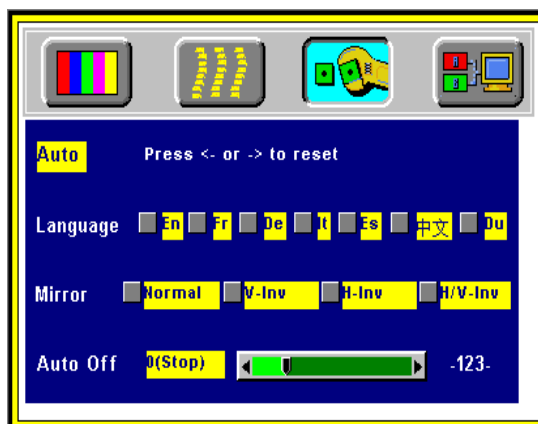 A
B
Auto Press <- or -> to reset
Language En Fr De It Es 中文 Du
Mirror Normal V-Inv H-Inv H/V-Inv
Auto Off 0(Stop) -123-